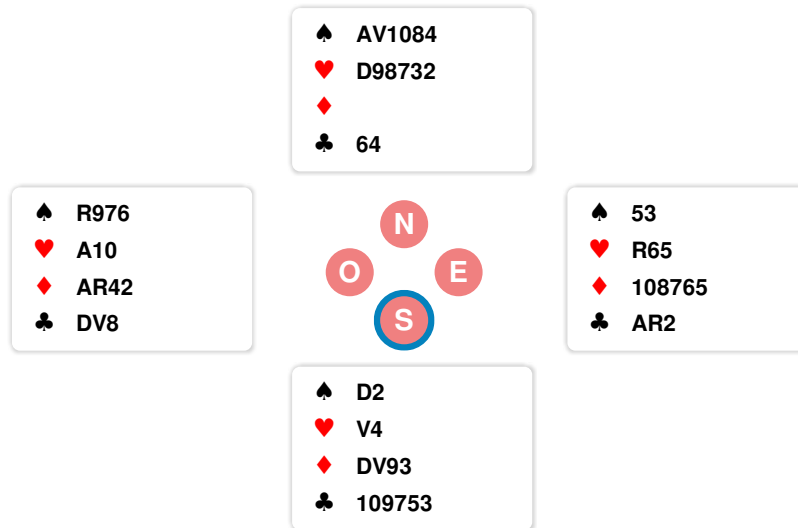 ♠ AV1084
♥ D98732
♦
♣ 64
♠ R976
♥ A10
♦ AR42
♣ DV8
N
O E
S
♠ 53
♥ R65
♦ 108765
♣ AR2
♠ D2
♥ V4
♦ DV93
♣ 109753